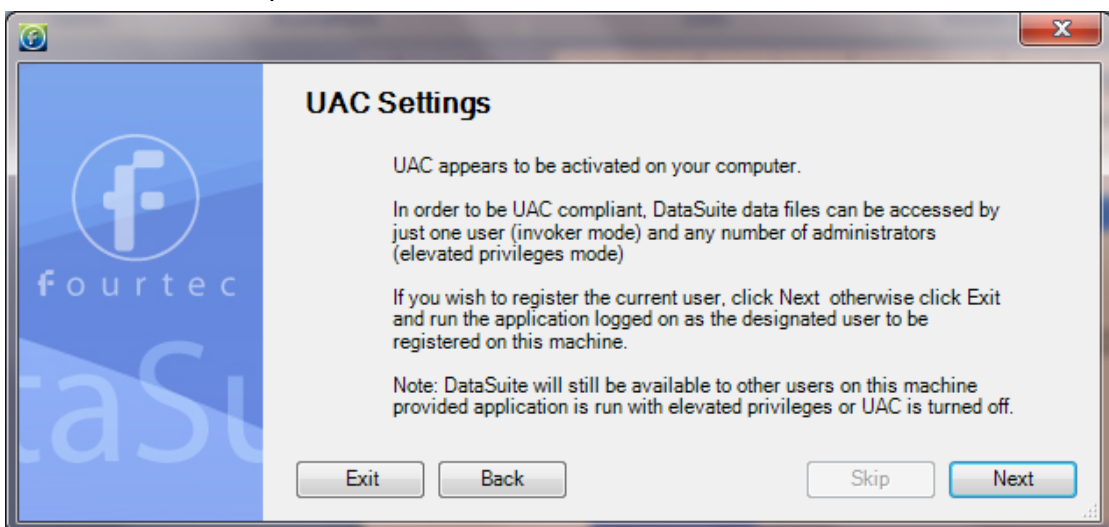 UAC Settings
UAC appears to be activated on your computer.
In order to be UAC compliant, DataSuite data files can be accessed by
just one user (invoker mode) and any number of administrators
(elevated privileges mode)
If you wish to register the current user, click Next otherwise click Exit
and run the application logged on as the designated user to be
registered on this machine.
Note: DataSuite will still be available to other users on this machine
provided application is run with elevated privileges or UAC is turned off.
fourtec
taSu
Exit Back Skip Next